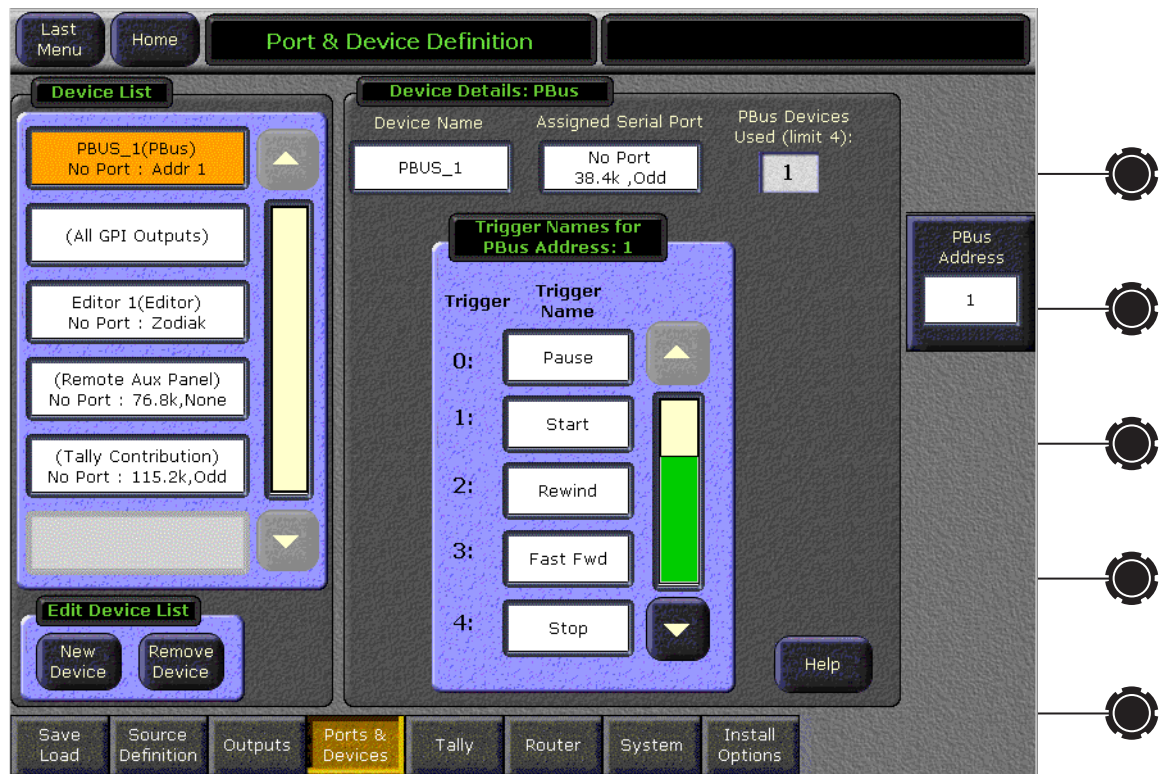 Last
Menu
Home
Port & Device Definition
Device List
PBUS_1(PBus)
No Port : Addr 1
(All GPI Outputs)
Editor 1(Editor)
No Port : Zodiak
(Remote Aux Panel)
No Port : 76.8k,None
(Tally Contribution)
No Port : 115.2k,Odd
Edit Device List
New
Device
Remove
Device
Device Details: PBus
Device Name
PBUS_1
Assigned Serial Port
No Port
38.4k ,Odd
PBus Devices
Used (limit 4):
1
Trigger Names for
PBus Address: 1
Trigger
Trigger
Name
0:
Pause
1:
Start
2:
Rewind
3:
Fast Fwd
4:
Stop
Help
PBus
Address
1
Save
Load
Source
Definition
Outputs
Ports &
Devices
Tally
Router
System
Install
Options